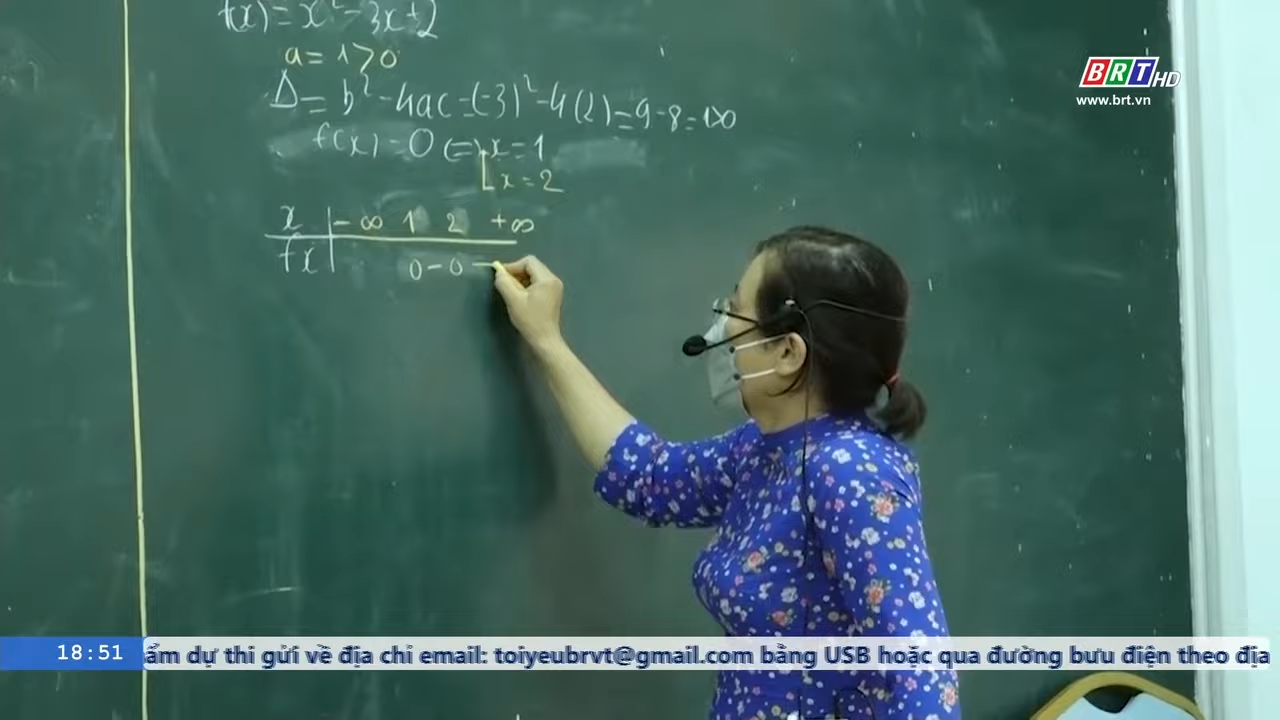 f(x) = x² - 3x + 2
a = 1 > 0
Δ = b² - 4ac = (-3)² - 4(2) = 9 - 8 = 1 > 0
f(x) = 0 (=) x = 1
[ x = 2
x | -∞ 1 2 +∞
fx | 0 - 0 -
BRT HD
www.brt.vn
18:51 ẩm dự thi gửi về địa chỉ email: toiyeubrvt@gmail.com bằng USB hoặc qua đường bưu điện theo địa